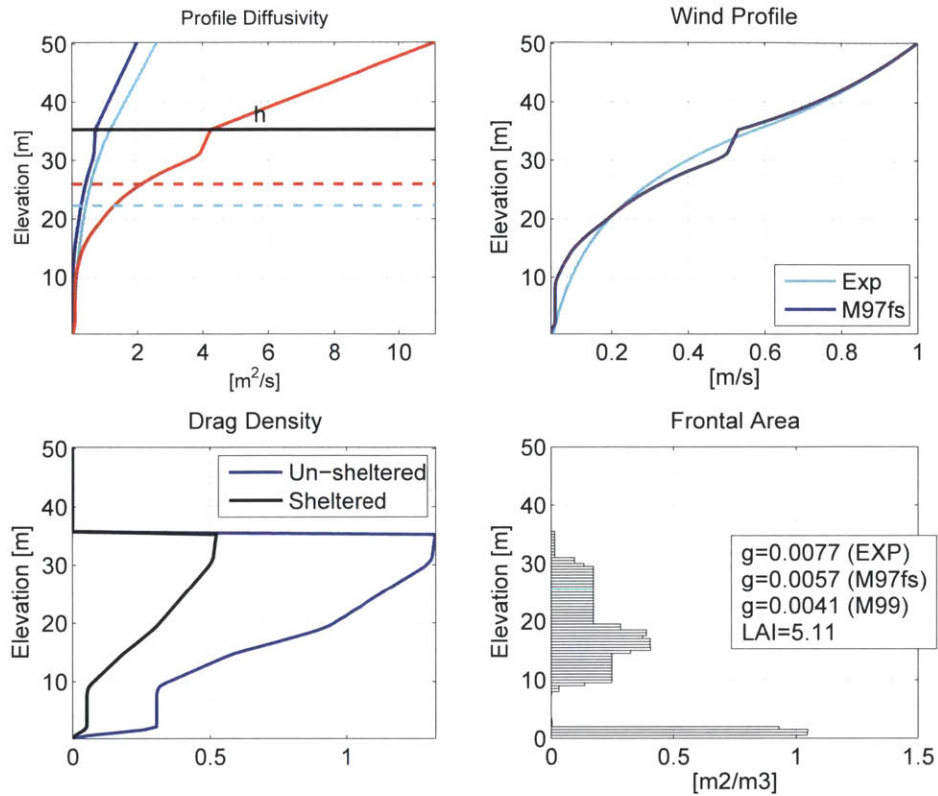 Profile Diffusivity
50
40
30
20
10
Elevation [m]
h
2
4
6
8
10
[m²/s]
Wind Profile
50
40
30
20
10
Elevation [m]
Exp
M97fs
0.2
0.4
0.6
0.8
1
[m/s]
Drag Density
50
40
30
20
10
Elevation [m]
Un-sheltered
Sheltered
0
0.5
1
Frontal Area
50
40
30
20
10
0
Elevation [m]
g=0.0077 (EXP)
g=0.0057 (M97fs)
g=0.0041 (M99)
LAI=5.11
0
0.5
1
1.5
[m2/m3]